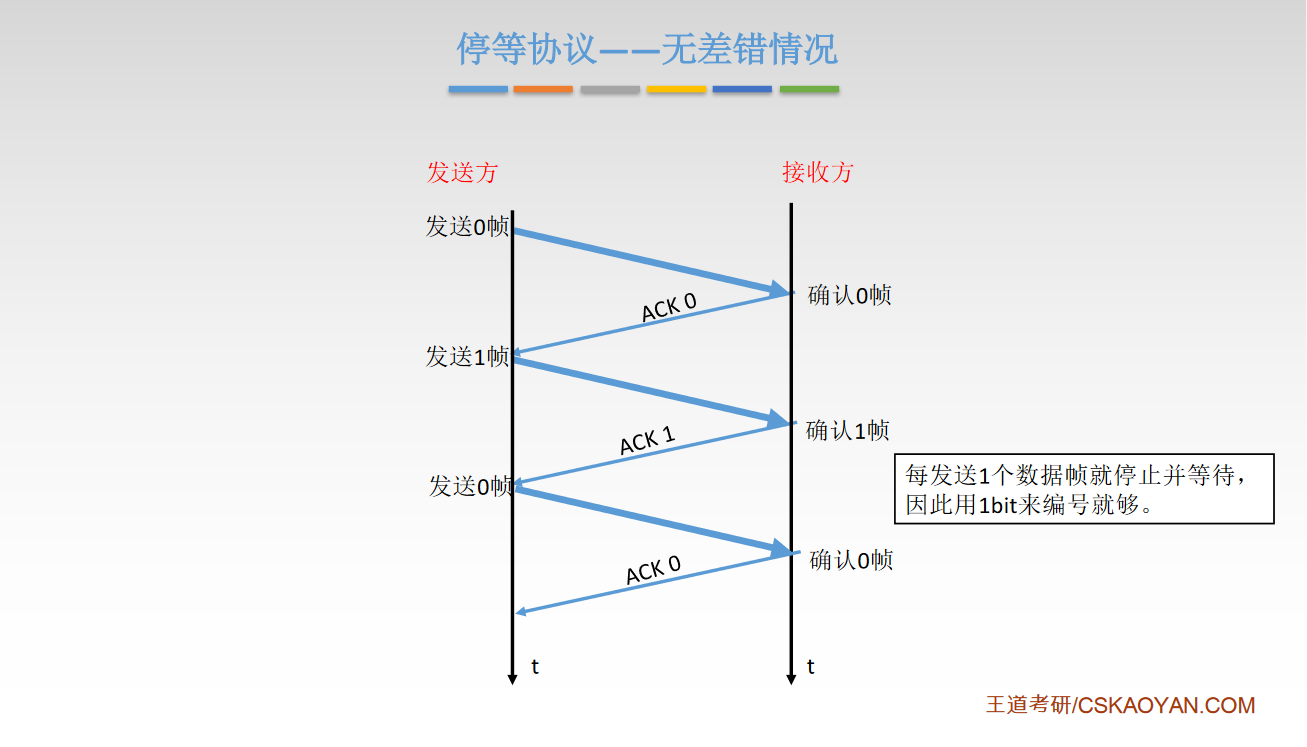 停等协议——无差错情况
发送方
接收方
发送0帧
确认0帧
ACK 0
发送1帧
确认1帧
ACK 1
每发送1个数据帧就停止并等待，
因此用1bit来编号就够。
发送0帧
确认0帧
ACK 0
t
t
王道考研/CSKAOYAN.COM